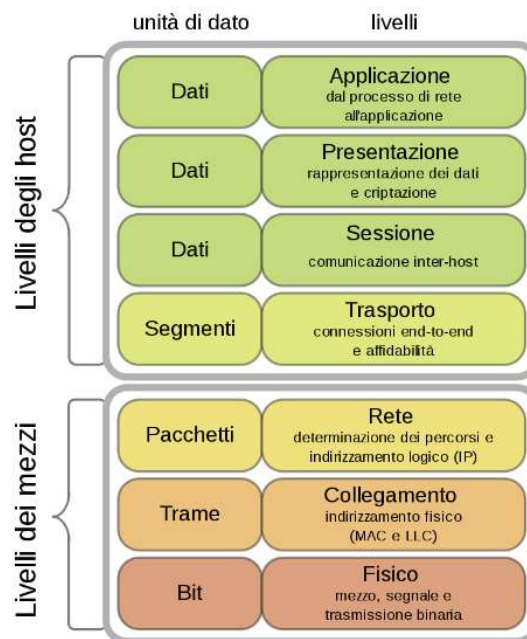 unità di dato
livelli
Livelli degli host
Dati
Applicazione
dal processo di rete
all'applicazione
Dati
Presentazione
rappresentazione dei dati
e criptazione
Dati
Sessione
comunicazione inter-host
Segmenti
Trasporto
connessioni end-to-end
e affidabilità
Livelli dei mezzi
Pacchetti
Rete
determinazione dei percorsi e
indirizzamento logico (IP)
Trame
Collegamento
indirizzamento fisico
(MAC e LLC)
Bit
Fisico
mezzo, segnale e
trasmissione binaria